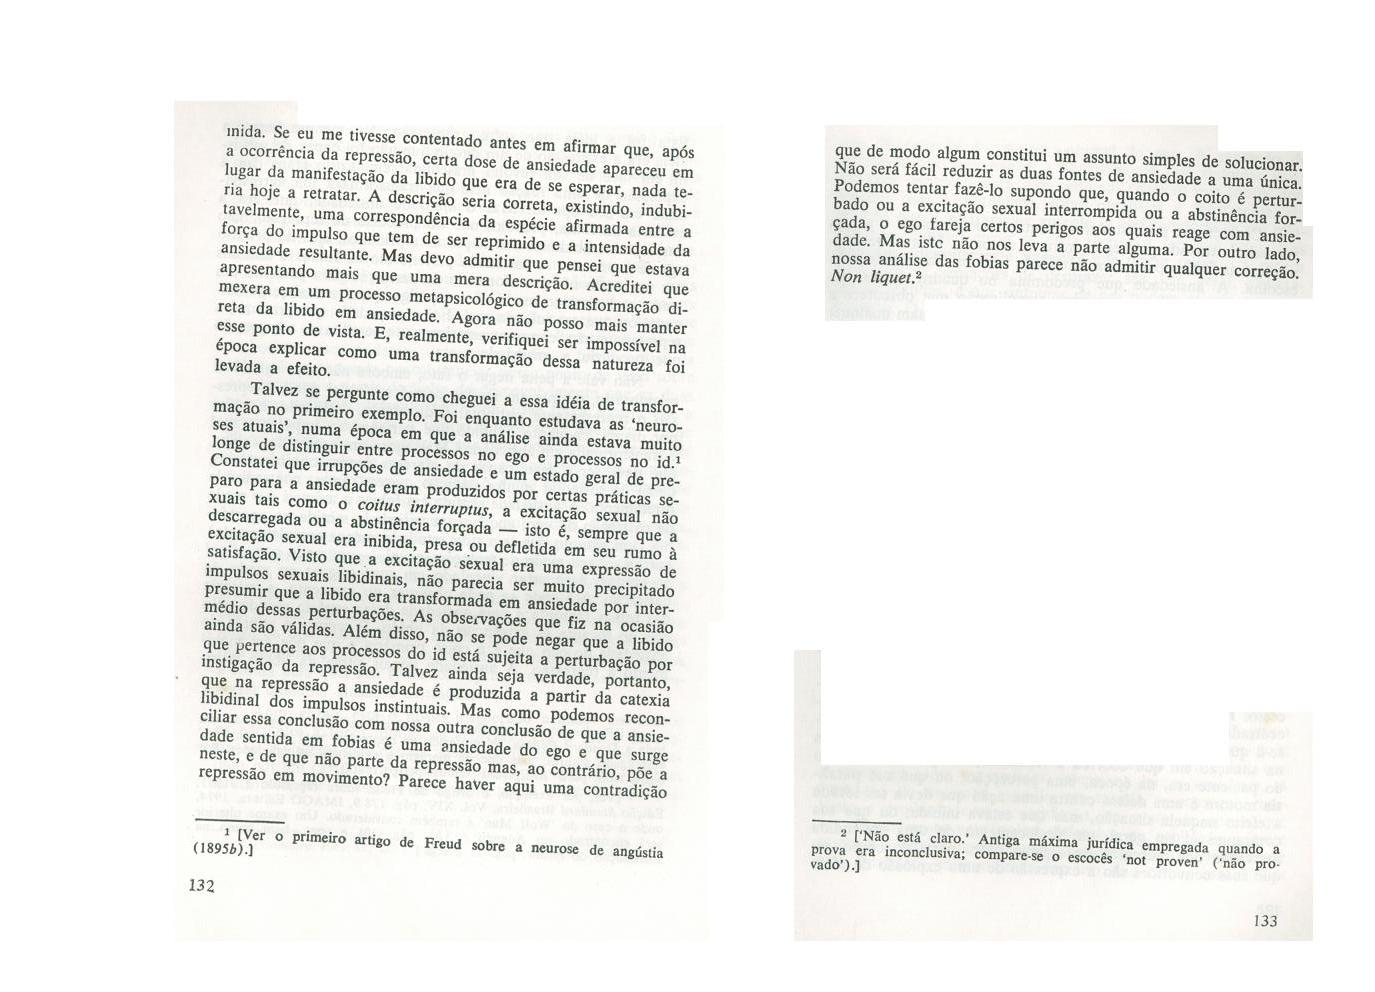 mida. Se eu me tivesse contentado antes em afirmar que, após
a ocorrência da repressão, certa dose de ansiedade apareceu em
lugar da manifestação da libido que era de se esperar, nada te-
ria hoje a retratar. A descrição seria correta, existindo, indubi-
tavelmente, uma correspondência da espécie afirmada entre a
força do impulso que tem de ser reprimido e a intensidade da
ansiedade resultante. Mas devo admitir que pensei que estava
apresentando mais que uma mera descrição. Acreditei que
mexera em um processo metapsicológico de transformação di-
reta da libido em ansiedade. Agora não posso mais manter
esse ponto de vista. E, realmente, verifiquei ser impossível na
época explicar como uma transformação dessa natureza foi
levada a efeito.
Talvez se pergunte como cheguei a essa idéia de transfor-
mação no primeiro exemplo. Foi enquanto estudava as ‘neuro-
ses atuais’, numa época em que a análise ainda estava muito
longe de distinguir entre processos no ego e processos no id.¹
Constatei que irrupções de ansiedade e um estado geral de pre-
paro para a ansiedade eram produzidos por certas práticas se-
xuais tais como o coitus interruptus, a excitação sexual não
descarregada ou a abstinência forçada — isto é, sempre que a
excitação sexual era inibida, presa ou defletida em seu rumo à
satisfação. Visto que a excitação sexual era uma expressão de
impulsos sexuais libidinais, não parecia ser muito precipitado
presumir que a libido era transformada em ansiedade por inter-
médio dessas perturbações. As observações que fiz na ocasião
ainda são válidas. Além disso, não se pode negar que a libido
que pertence aos processos do id está sujeita a perturbação por
instigação da repressão. Talvez ainda seja verdade, portanto,
que na repressão a ansiedade é produzida a partir da catexia
libidinal dos impulsos instintuais. Mas como podemos recon-
ciliar essa conclusão com nossa outra conclusão de que a ansie-
dade sentida em fobias é uma ansiedade do ego e que surge
neste, e de que não parte da repressão mas, ao contrário, põe a
repressão em movimento? Parece haver aqui uma contradição
¹ [Ver o primeiro artigo de Freud sobre a neurose de angústia
(1895b).]
132
que de modo algum constitui um assunto simples de solucionar.
Não será fácil reduzir as duas fontes de ansiedade a uma única.
Podemos tentar fazê-lo supondo que, quando o coito é pertur-
bado ou a excitação sexual interrompida ou a abstinência for-
çada, o ego fareja certos perigos aos quais reage com ansie-
dade. Mas istc não nos leva a parte alguma. Por outro lado,
nossa análise das fobias parece não admitir qualquer correção.
Non liquet.²
² [‘Não está claro.’ Antiga máxima jurídica empregada quando a
prova era inconclusiva; compare-se o escocês ‘not proven’ (‘não pro-
vado’).]
133